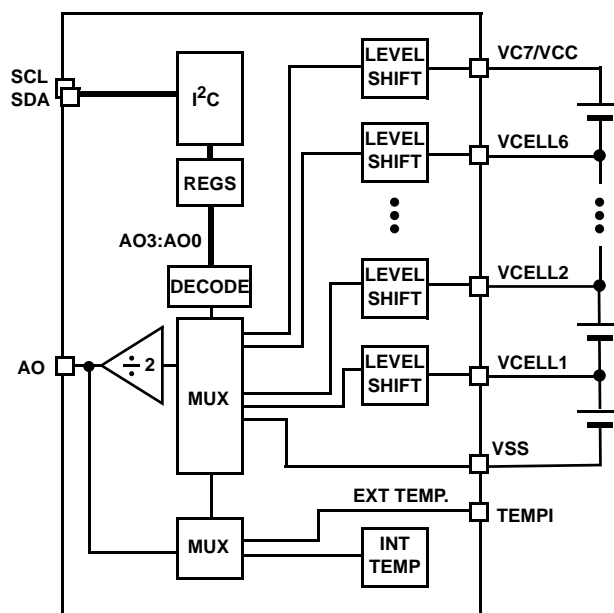 SCL
SDA
I²C
REGS
AO3:AO0
DECODE
AO
÷ 2
MUX
MUX
LEVEL
SHIFT
VC7/VCC
LEVEL
SHIFT
VCELL6
LEVEL
SHIFT
VCELL2
LEVEL
SHIFT
VCELL1
VSS
EXT TEMP.
TEMPI
INT
TEMP